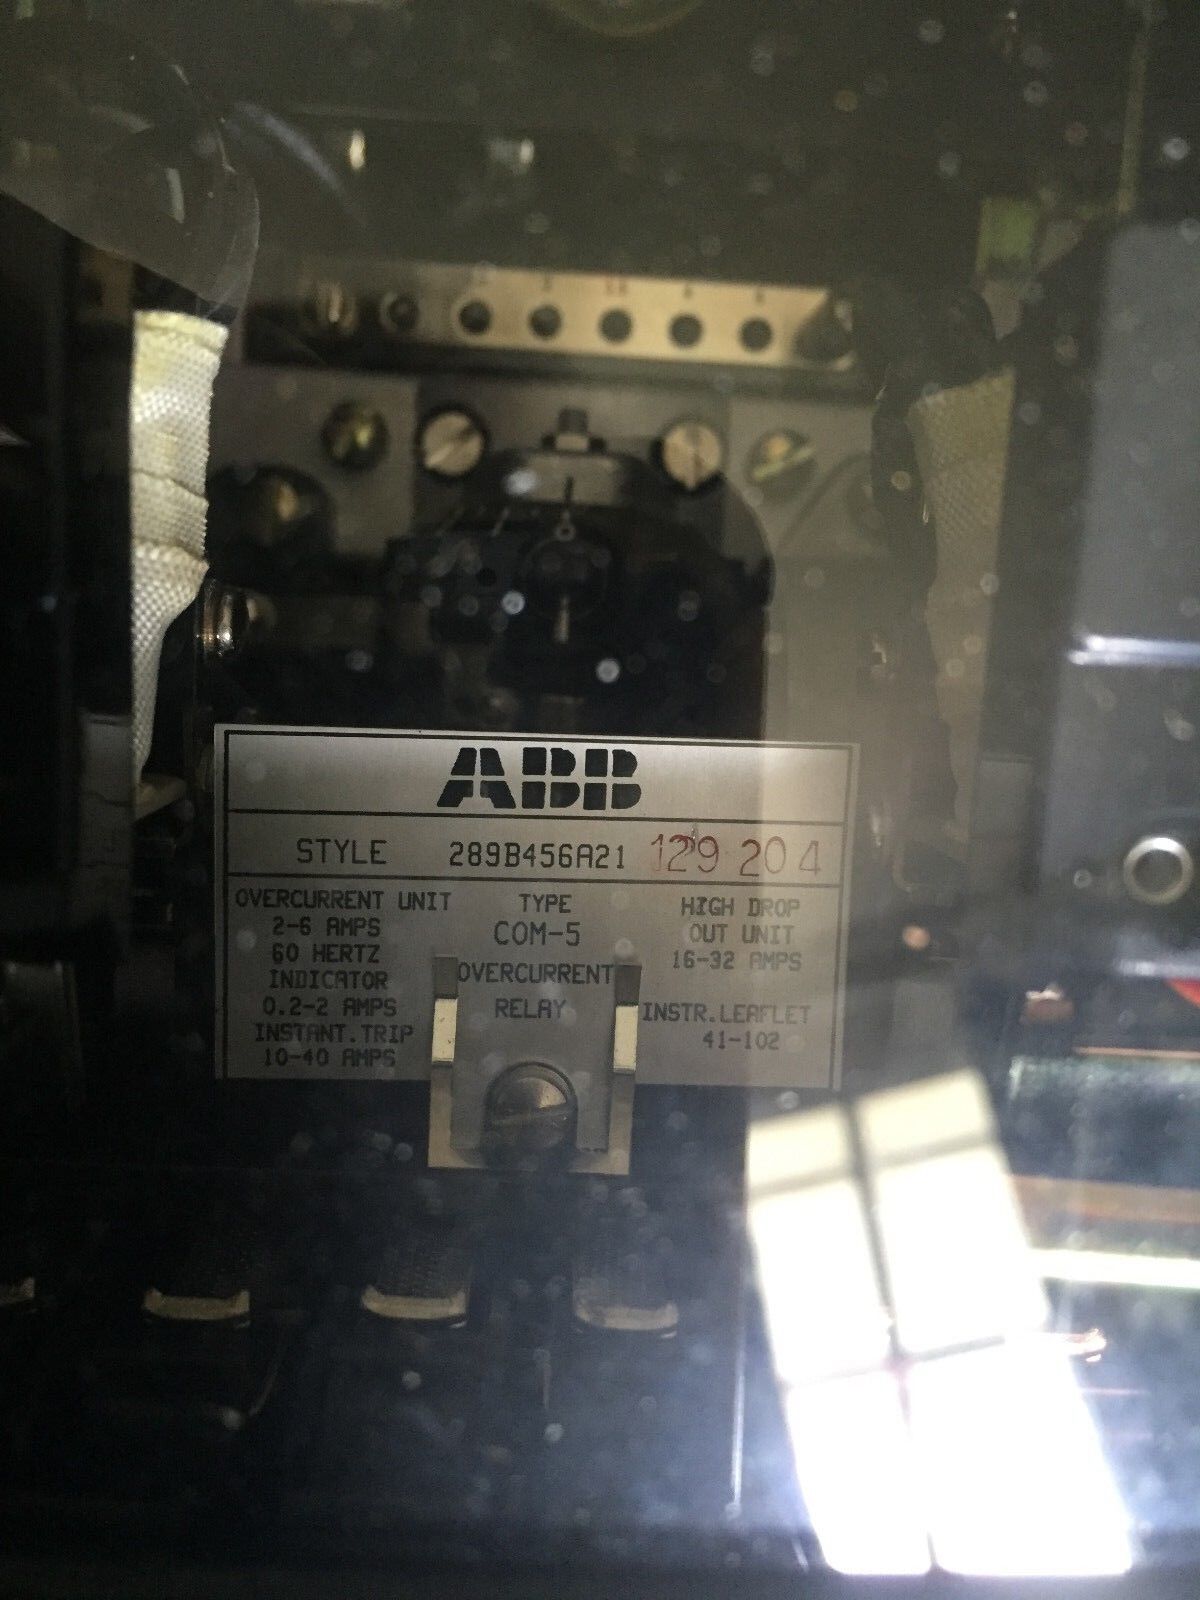 ABB
STYLE 289B456A21 129 204
OVERCURRENT UNIT
2-6 AMPS
60 HERTZ
INDICATOR
0.2-2 AMPS
INSTANT.TRIP
10-40 AMPS
TYPE
COM-5
OVERCURRENT
RELAY
HIGH DROP
OUT UNIT
16-32 AMPS
INSTR.LEAFLET
41-102